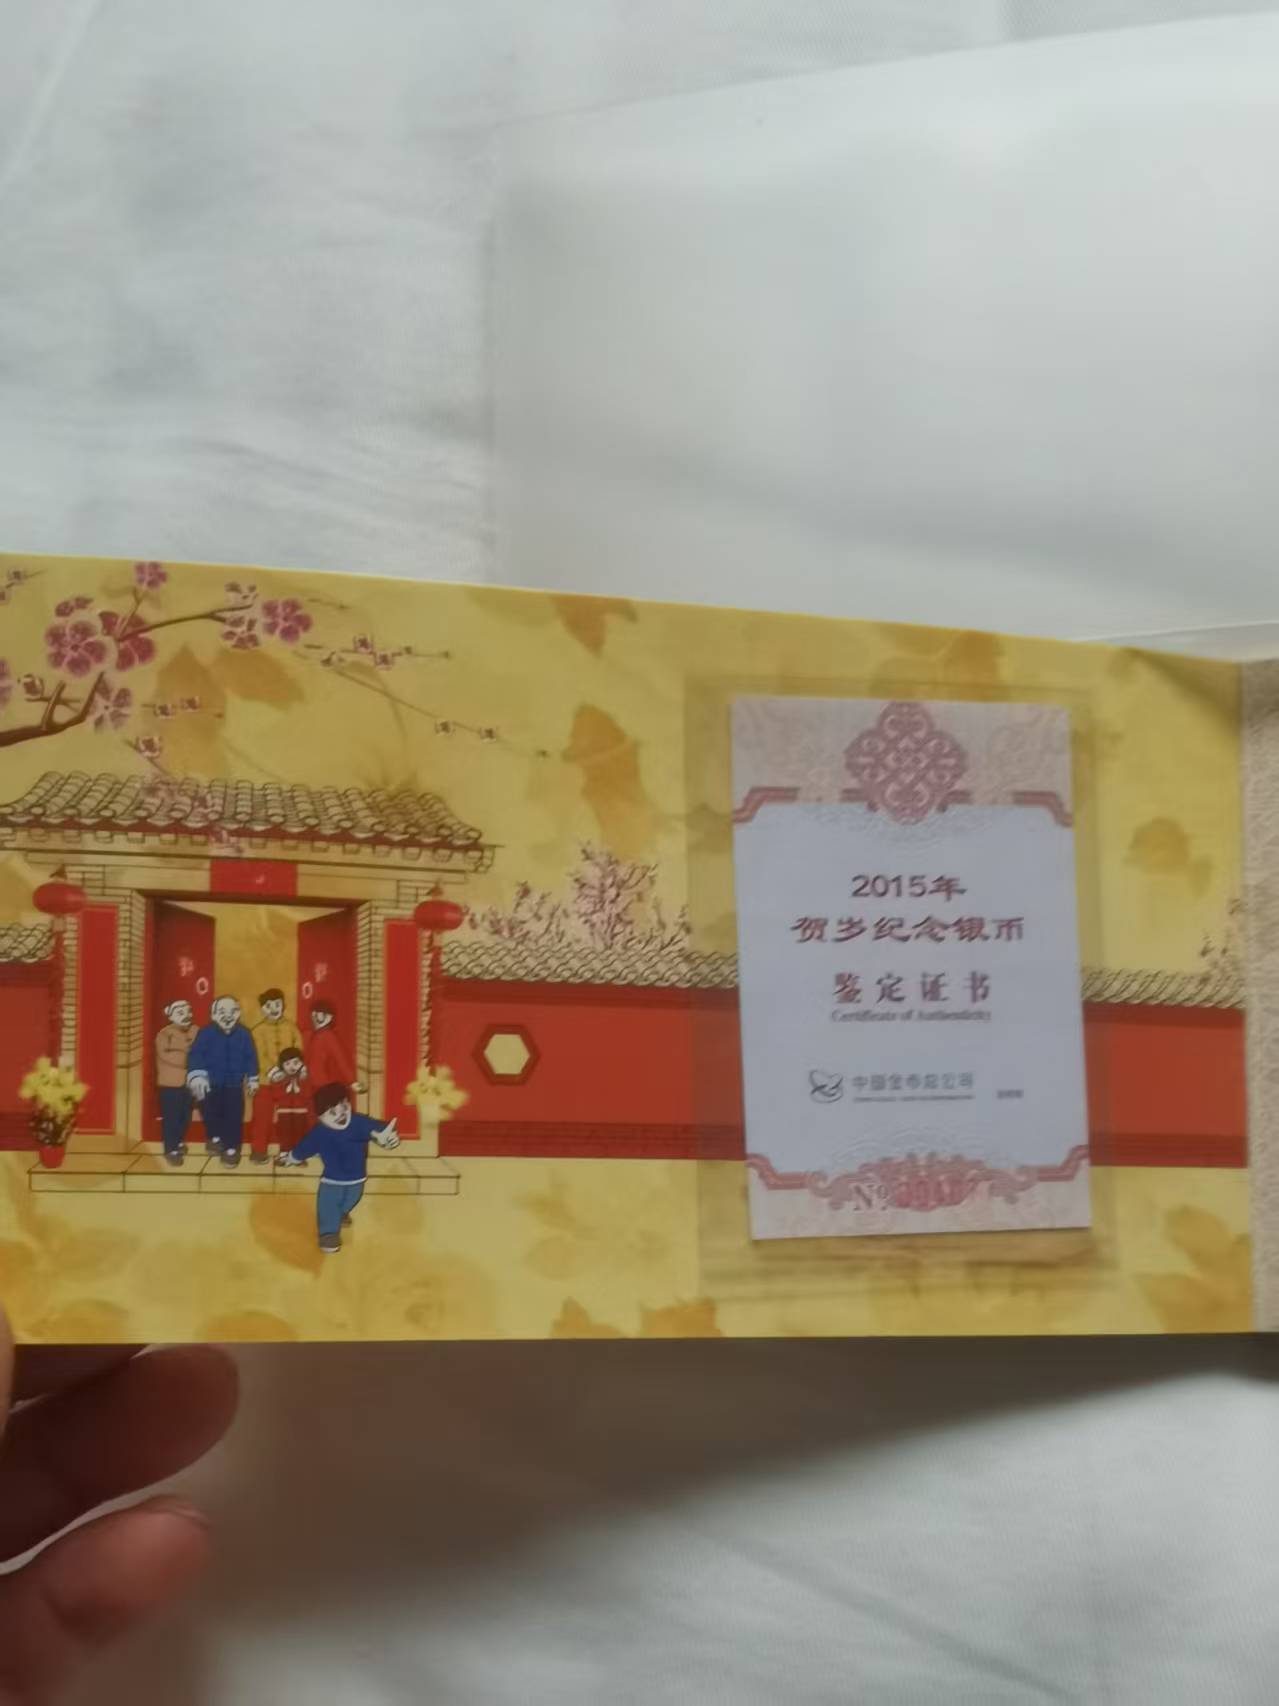 2015年
贺岁纪念银币
鉴定证书
Certificate of Authenticity
中国金币总公司
№